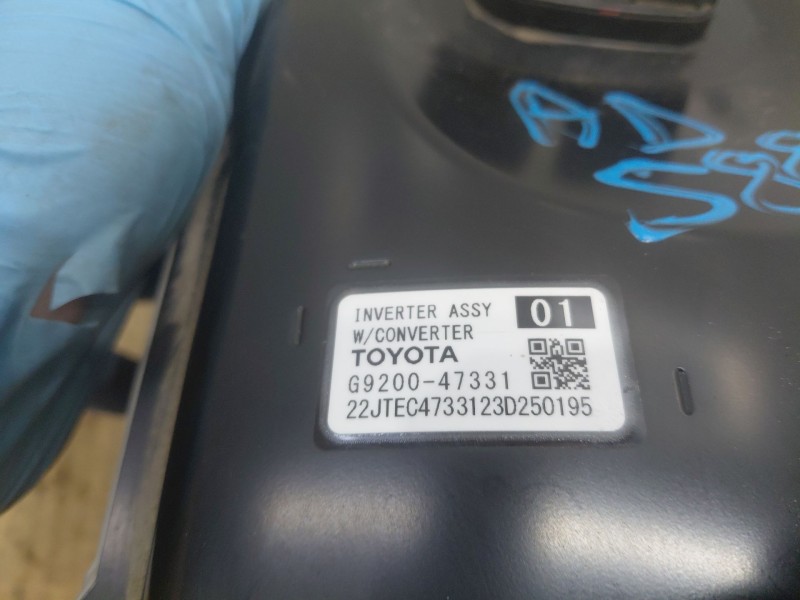 INVERTER ASSY 01
W/CONVERTER
TOYOTA
G9200-47331
22JTEC4733123D250195